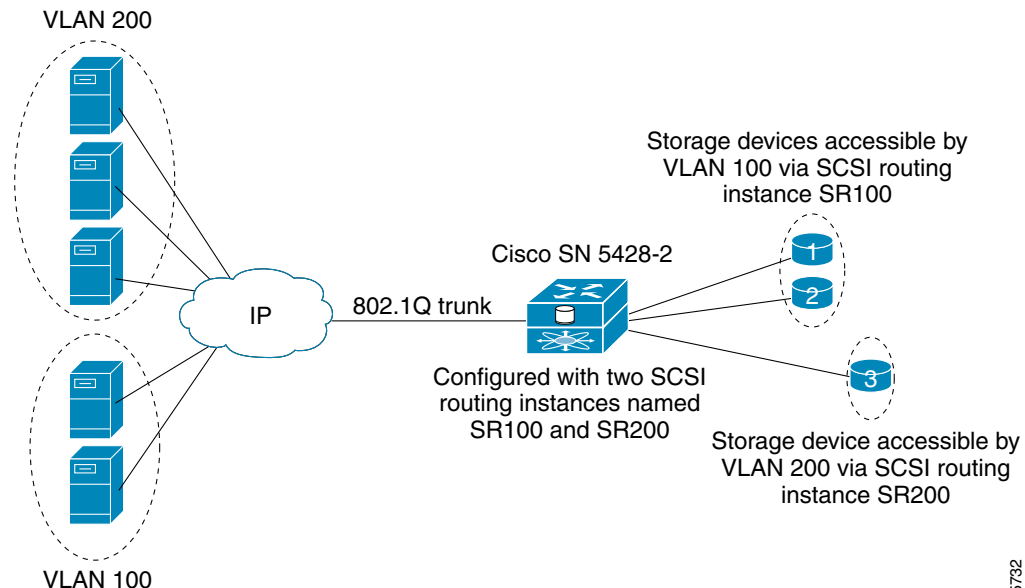 VLAN 200
Storage devices accessible by
VLAN 100 via SCSI routing
instance SR100
Cisco SN 5428-2
1
2
IP
802.1Q trunk
3
Configured with two SCSI
routing instances named
SR100 and SR200
Storage device accessible by
VLAN 200 via SCSI routing
instance SR200
VLAN 100